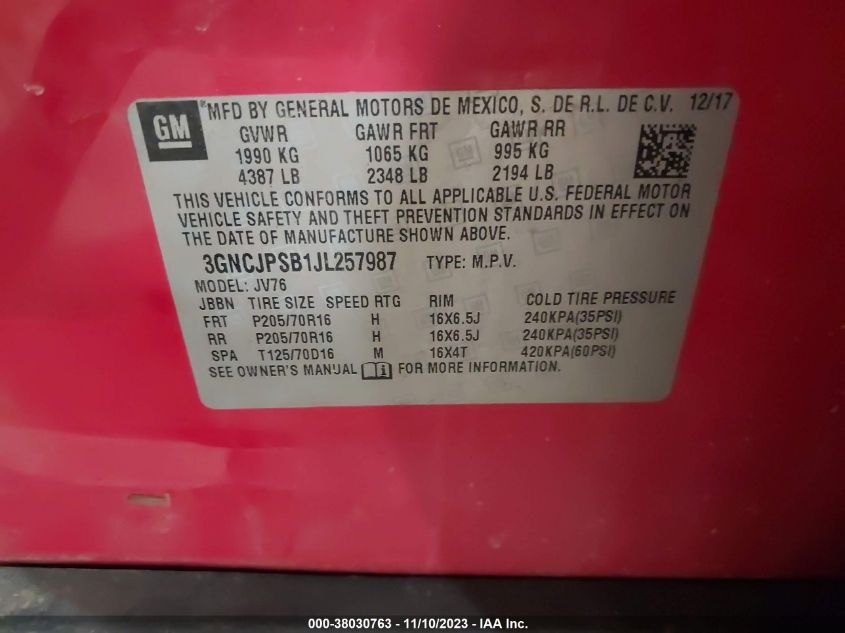 GM
MFD BY GENERAL MOTORS DE MEXICO, S. DE R.L. DE C.V. 12/17
GVWR GAWR FRT GAWR RR
1990 KG 1065 KG 995 KG
4387 LB 2348 LB 2194 LB
THIS VEHICLE CONFORMS TO ALL APPLICABLE U.S. FEDERAL MOTOR
VEHICLE SAFETY AND THEFT PREVENTION STANDARDS IN EFFECT ON
THE DATE OF MANUFACTURE SHOWN ABOVE.
3GNCJPSB1JL257987 TYPE: M.P.V.
MODEL: JV76
JBBN TIRE SIZE SPEED RTG RIM COLD TIRE PRESSURE
FRT P205/70R16 H 16X6.5J 240KPA(35PSI)
RR P205/70R16 H 16X6.5J 240KPA(35PSI)
SPA T125/70D16 M 16X4T 420KPA(60PSI)
SEE OWNER'S MANUAL FOR MORE INFORMATION.
000-38030763 - 11/10/2023 - IAA Inc.